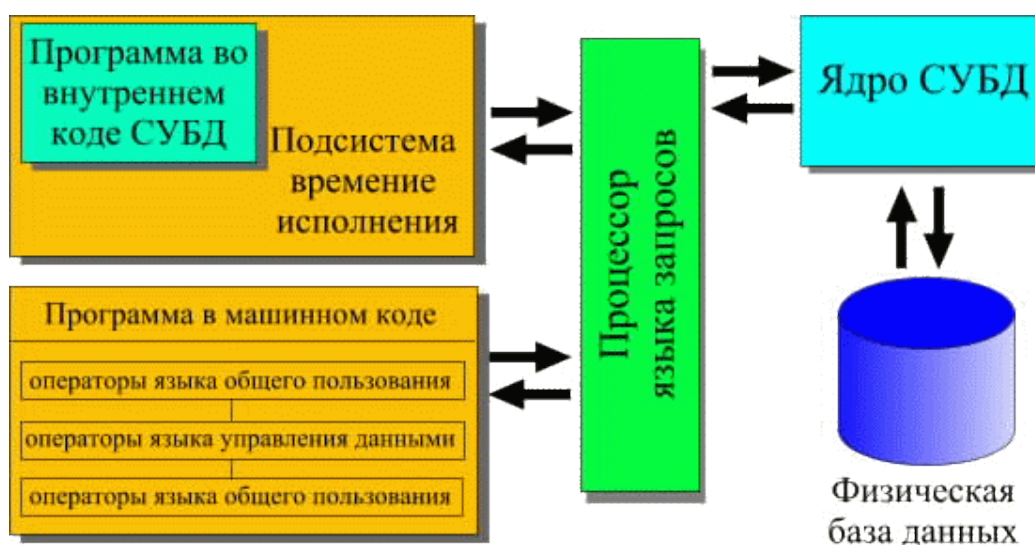 Программа во
внутреннем
коде СУБД
Подсистема
времение
исполнения
Программа в машинном коде
операторы языка общего пользования
операторы языка управления данными
операторы языка общего пользования
Процессор
языка запросов
Ядро СУБД
Физическая
база данных